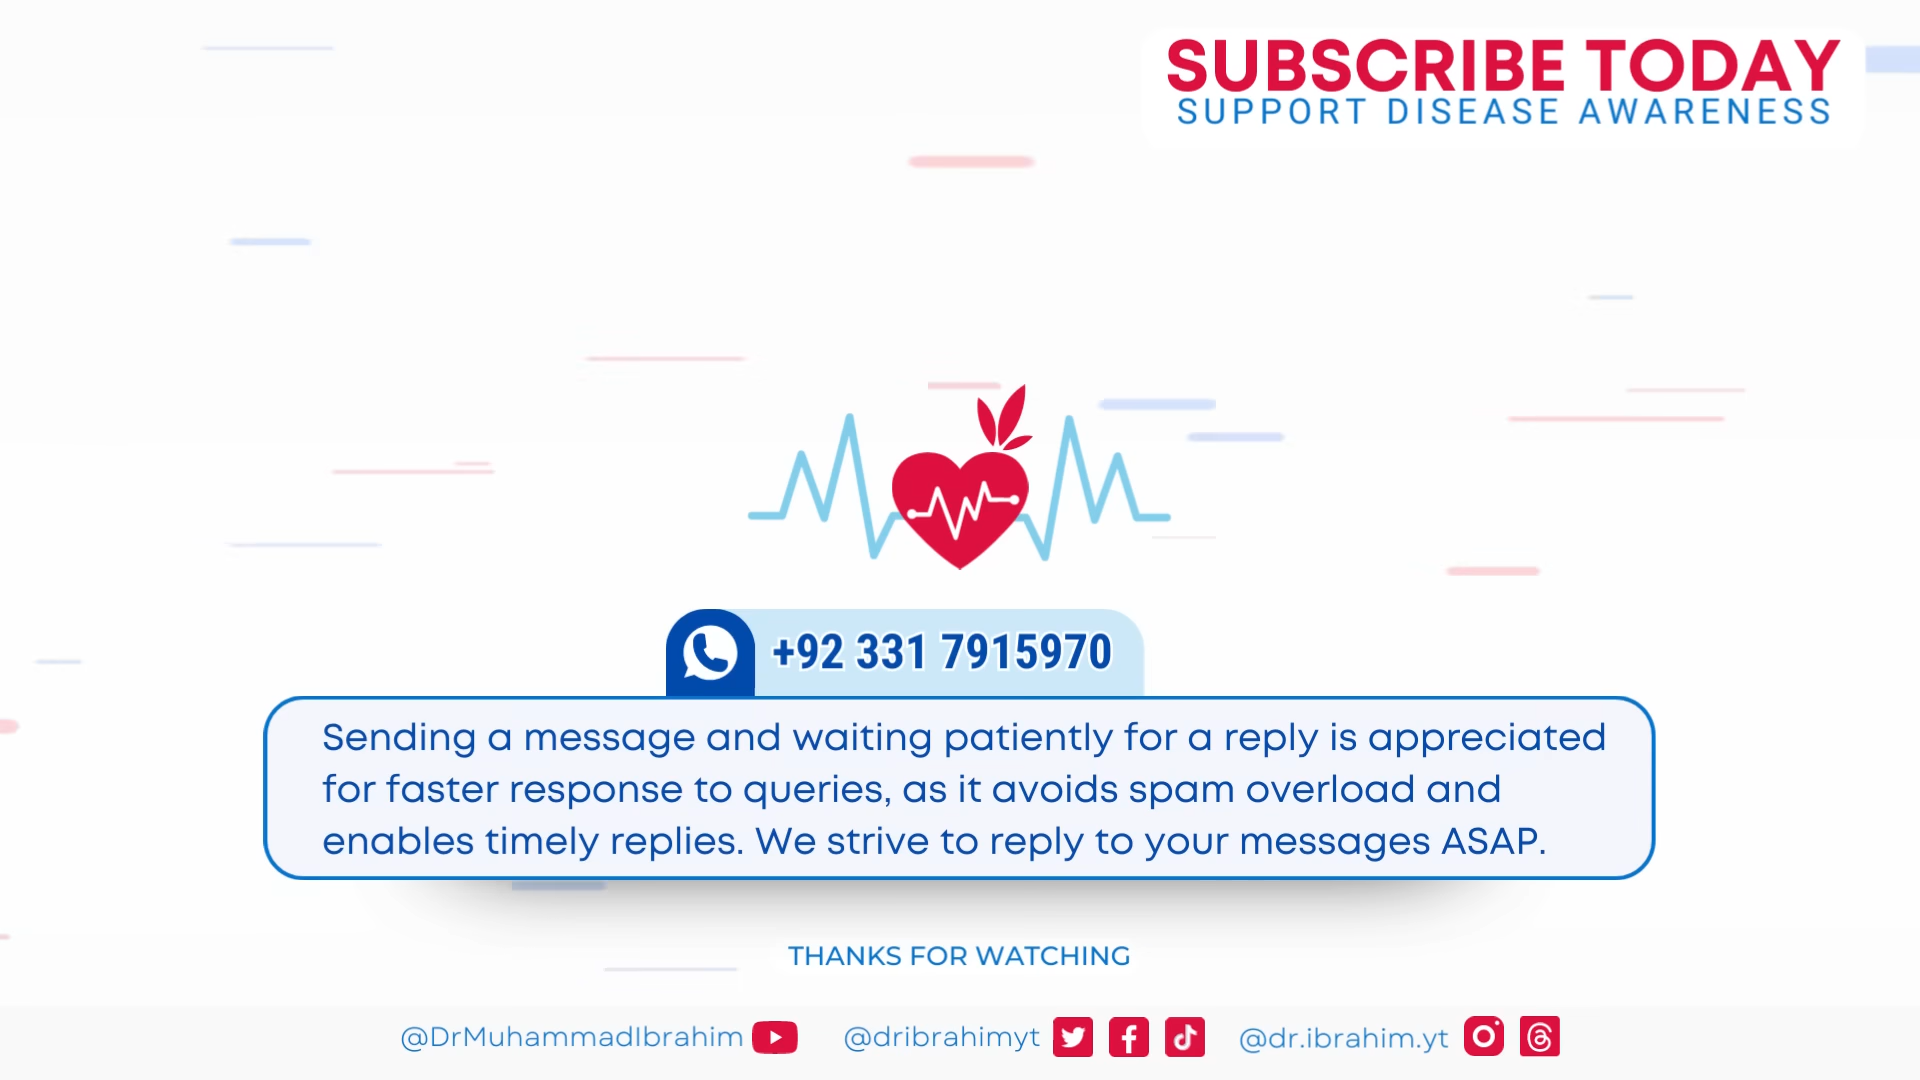 SUBSCRIBE TODAY
SUPPORT DISEASE AWARENESS
+92 331 7915970
Sending a message and waiting patiently for a reply is appreciated
for faster response to queries, as it avoids spam overload and
enables timely replies. We strive to reply to your messages ASAP.
THANKS FOR WATCHING
@DrMuhammadIbrahim @dribrahimyt @dr.ibrahim.yt